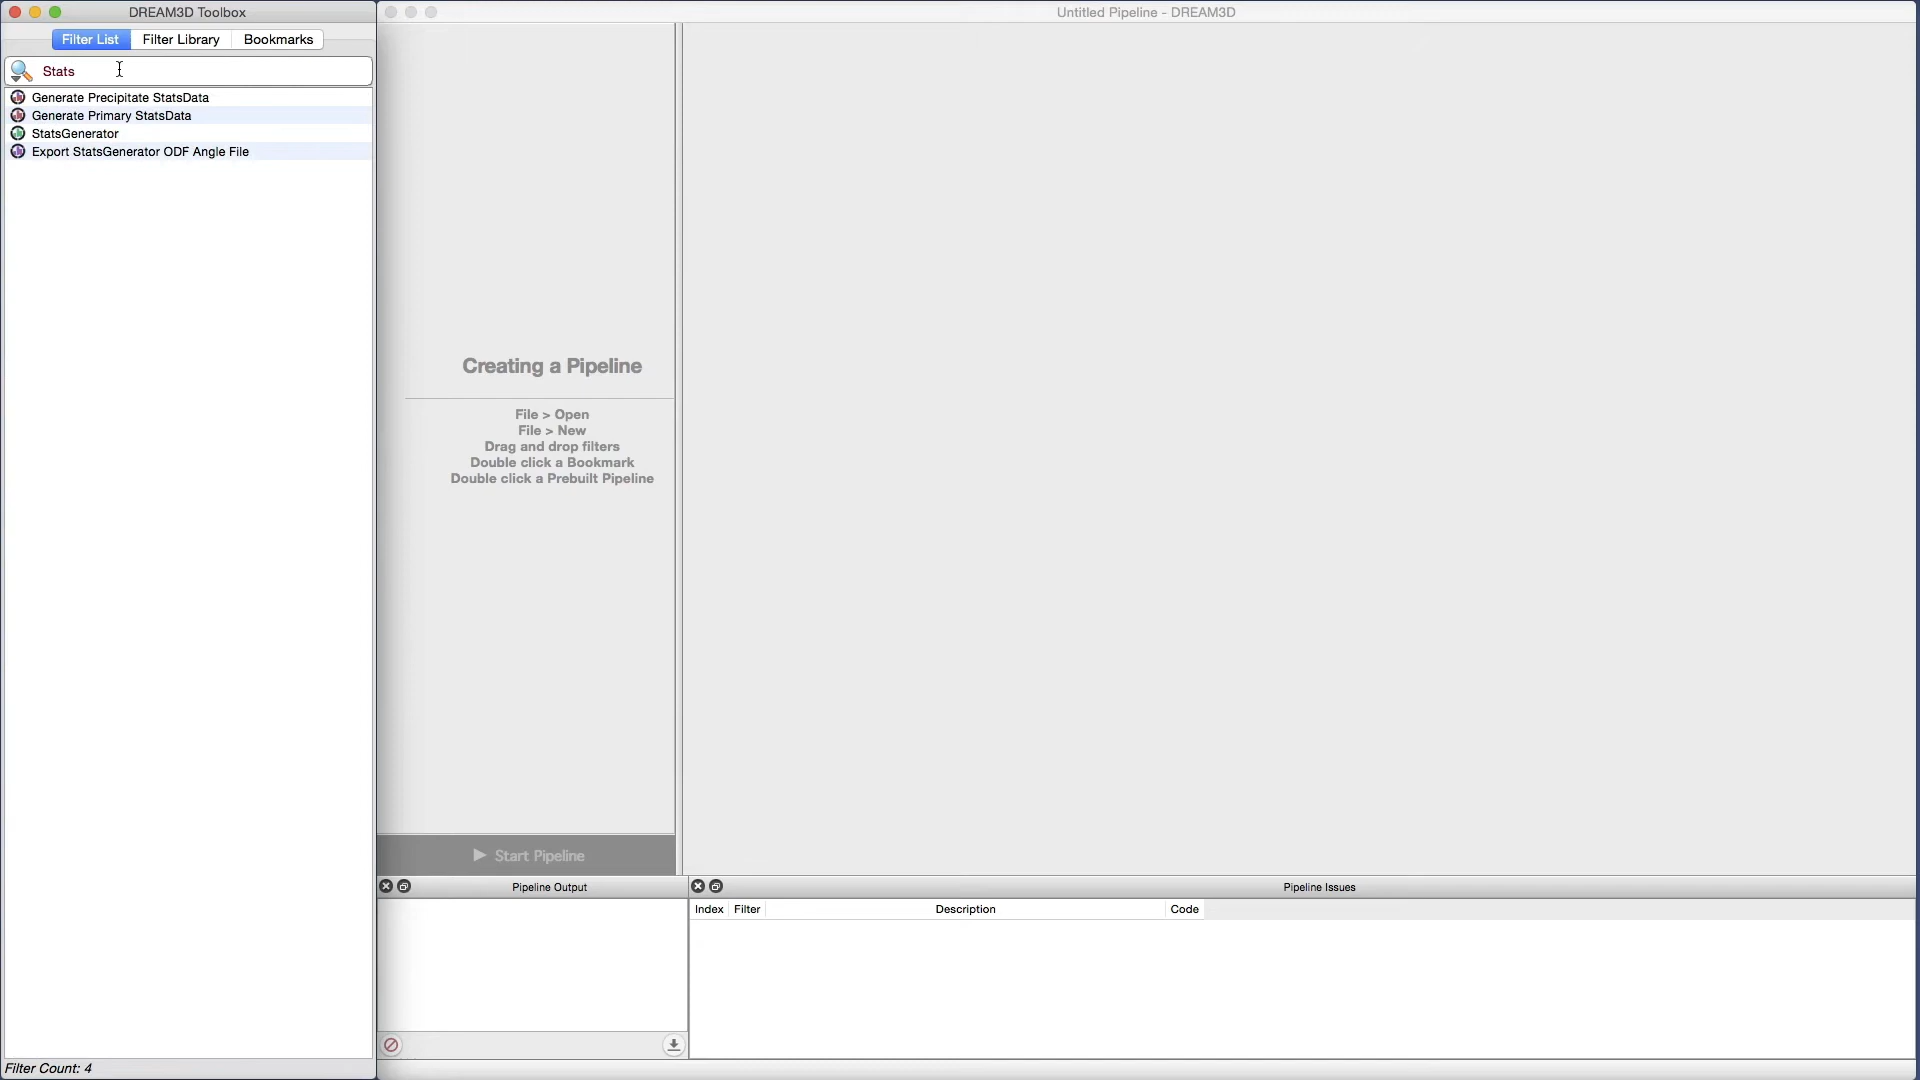 DREAM3D Toolbox
Untitled Pipeline - DREAM3D
Filter List
Filter Library
Bookmarks
Stats
Generate Precipitate StatsData
Generate Primary StatsData
StatsGenerator
Export StatsGenerator ODF Angle File
Creating a Pipeline
File > Open
File > New
Drag and drop filters
Double click a Bookmark
Double click a Prebuilt Pipeline
Start Pipeline
Pipeline Output
Pipeline Issues
Index Filter Description Code
Filter Count: 4